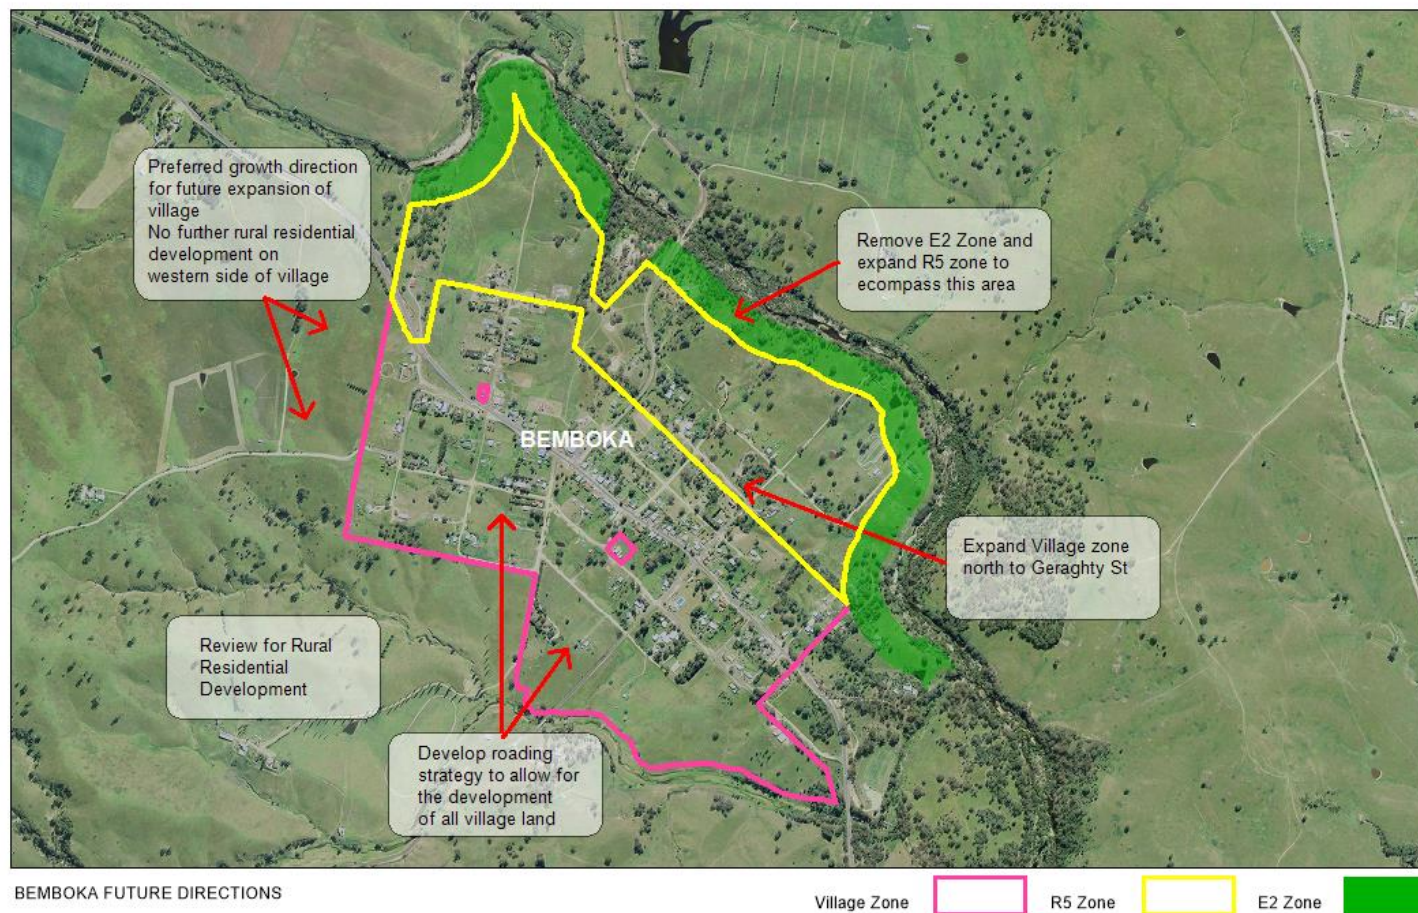 Preferred growth direction
for future expansion of
village
No further rural residential
development on
western side of village
Remove E2 Zone and
expand R5 zone to
ecompass this area
BEMBOKA
Expand Village zone
north to Geraghty St
Review for Rural
Residential
Development
Develop roading
strategy to allow for
the development
of all village land
BEMBOKA FUTURE DIRECTIONS
Village Zone
R5 Zone
E2 Zone